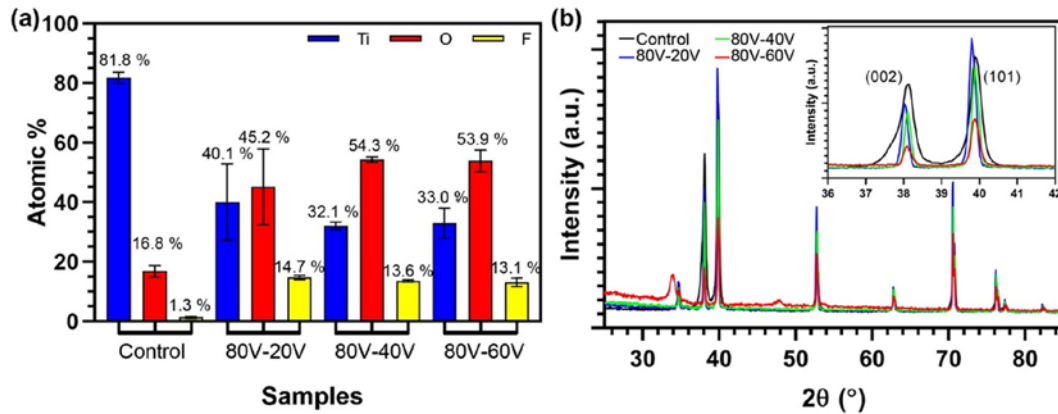 (a)
100
80
60
40
20
0
Atomic %
Ti O F
81.8 %
16.8 %
1.3 %
40.1 %
45.2 %
14.7 %
32.1 %
54.3 %
13.6 %
33.0 %
53.9 %
13.1 %
Control 80V-20V 80V-40V 80V-60V
Samples
(b)
Control 80V-40V
80V-20V 80V-60V
Intensity (a.u.)
30 40 50 60 70 80
2θ (°)
Intensity (a.u.)
(002) (101)
36 37 38 39 40 41 42